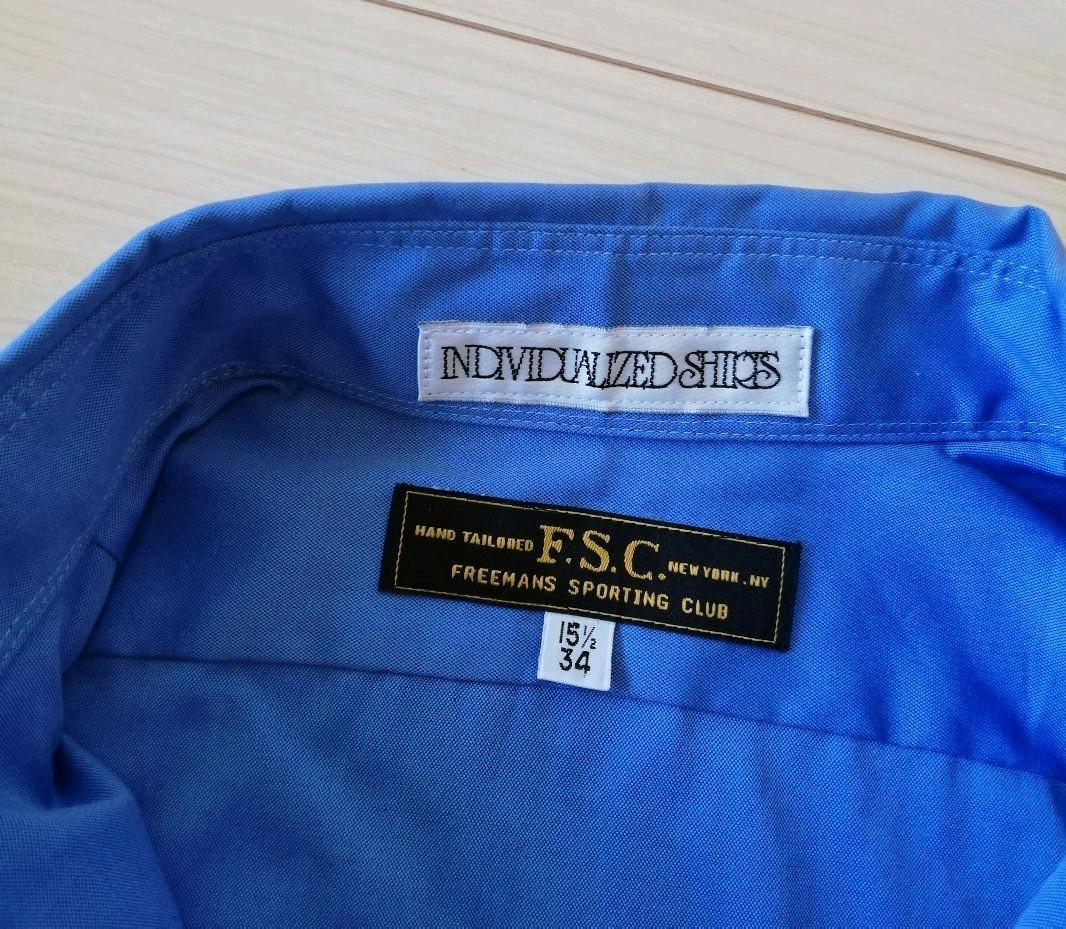 INDIVIDUALIZED SHIRTS
HAND TAILORED F.S.C. NEW YORK . NY
FREEMANS SPORTING CLUB
15½
34